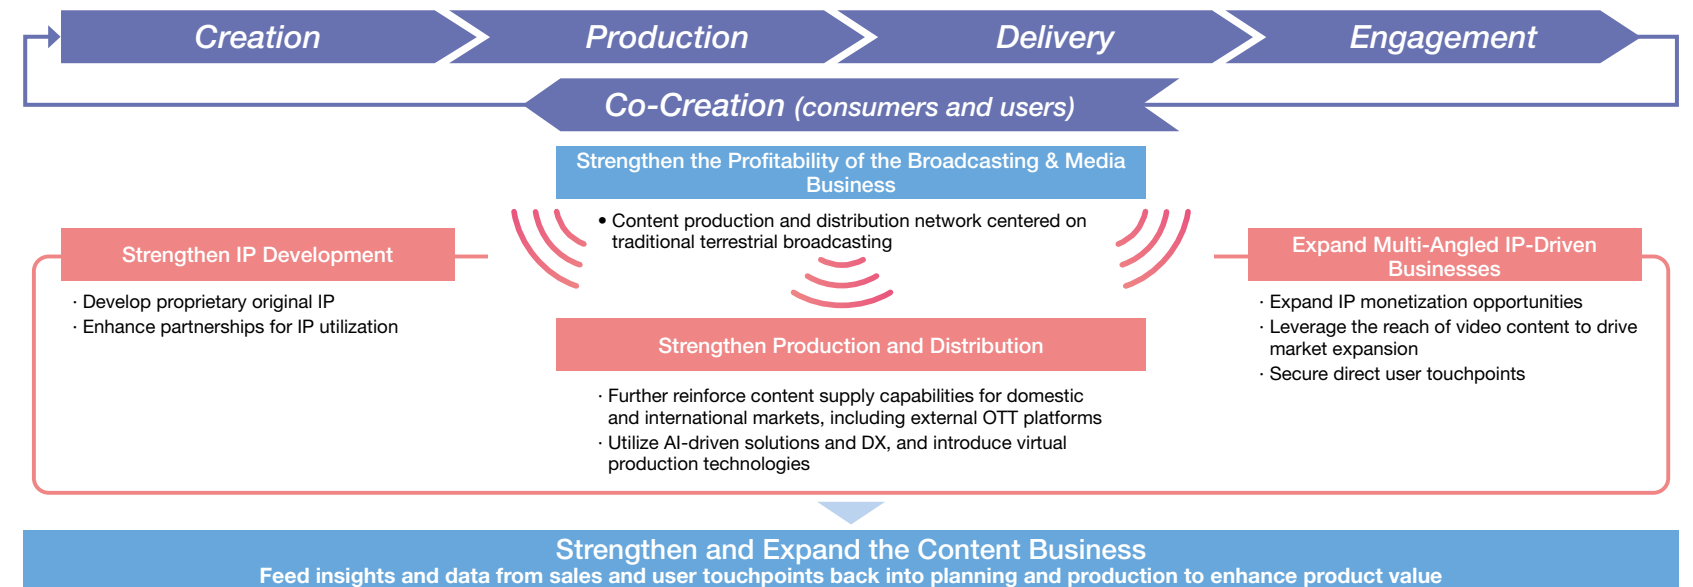 Creation
Production
Delivery
Engagement
Co-Creation (consumers and users)
Strengthen the Profitability of the Broadcasting & Media
Business
• Content production and distribution network centered on
traditional terrestrial broadcasting
Strengthen IP Development
· Develop proprietary original IP
· Enhance partnerships for IP utilization
Strengthen Production and Distribution
· Further reinforce content supply capabilities for domestic
and international markets, including external OTT platforms
· Utilize AI-driven solutions and DX, and introduce virtual
production technologies
Expand Multi-Angled IP-Driven
Businesses
· Expand IP monetization opportunities
· Leverage the reach of video content to drive
market expansion
· Secure direct user touchpoints
Strengthen and Expand the Content Business
Feed insights and data from sales and user touchpoints back into planning and production to enhance product value